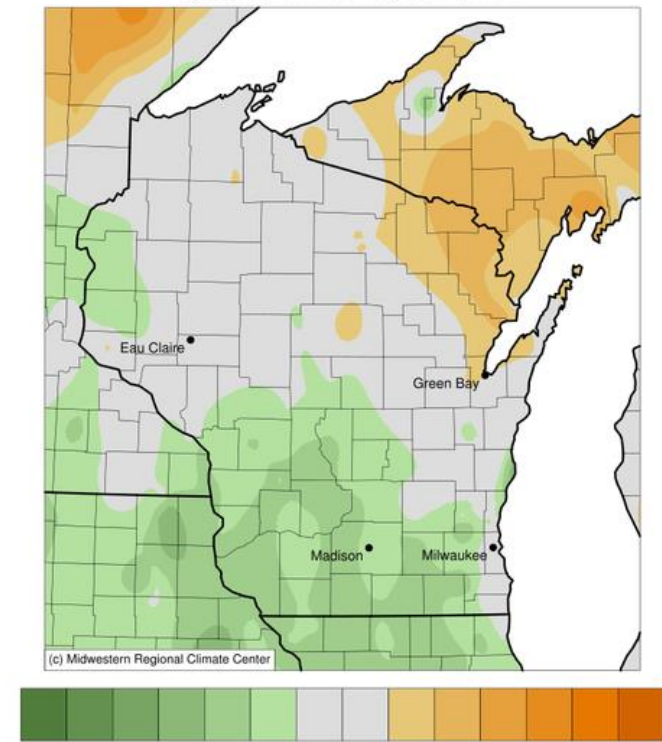 Eau Claire
Green Bay
Madison
Milwaukee
(c) Midwestern Regional Climate Center